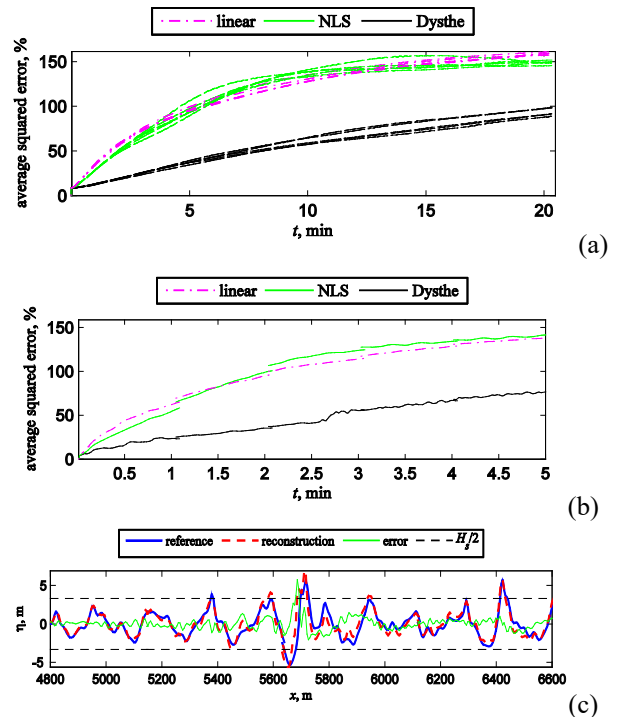 linear NLS Dysthe
average squared error, %
150
100
50
0
5 10 15 20
t, min
(a)
linear NLS Dysthe
average squared error, %
150
100
50
0
0.5 1 1.5 2 2.5 3 3.5 4 4.5 5
t, min
(b)
reference reconstruction error Hs/2
η, m
5
0
-5
4800 5000 5200 5400 5600 5800 6000 6200 6400 6600
x, m
(c)